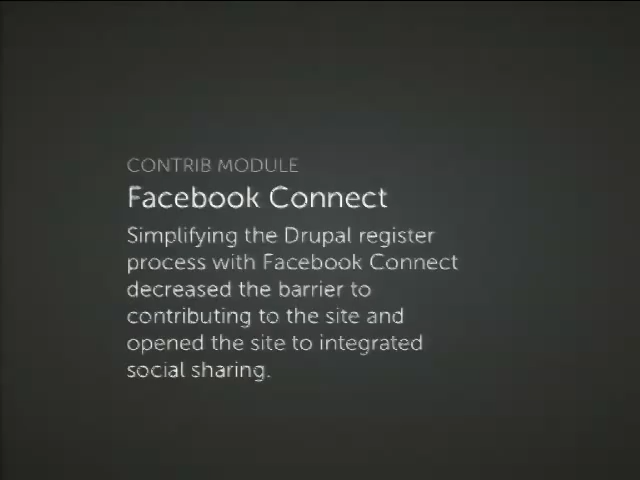 CONTRIB MODULE
Facebook Connect
Simplifying the Drupal register
process with Facebook Connect
decreased the barrier to
contributing to the site and
opened the site to integrated
social sharing.